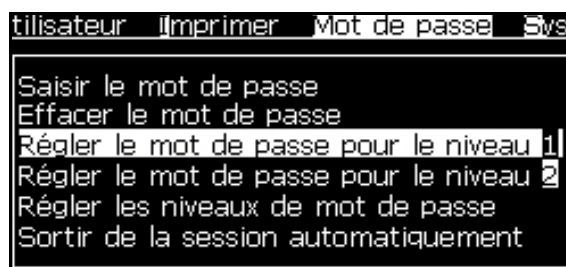 tilisateur Imprimer Mot de passe Sys
Saisir le mot de passe
Effacer le mot de passe
Régler le mot de passe pour le niveau 1
Régler le mot de passe pour le niveau 2
Régler les niveaux de mot de passe
Sortir de la session automatiquement